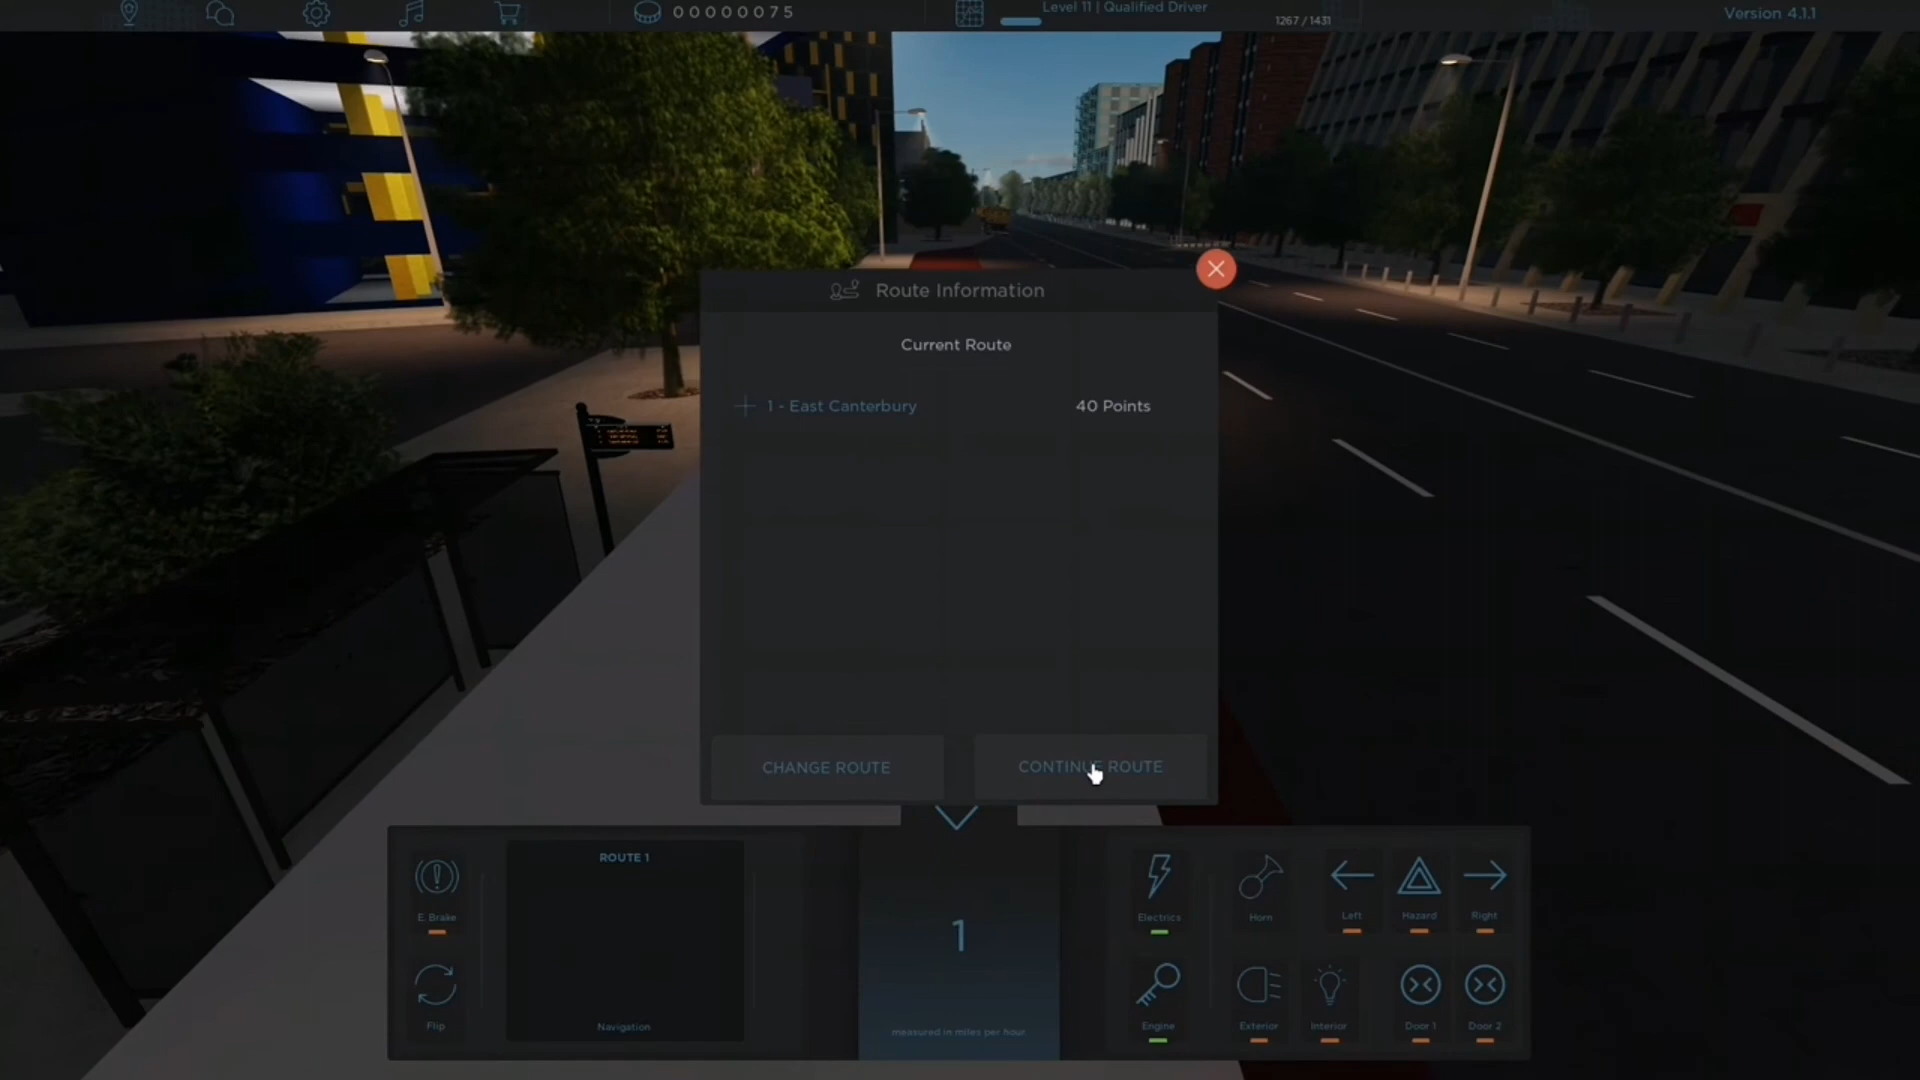 00000075
Level 11 | Qualified Driver
1267 / 1431
Version 4.1.1
Route Information
Current Route
1 - East Canterbury
40 Points
CHANGE ROUTE
CONTINUE ROUTE
E. Brake
Flip
ROUTE 1
Navigation
1
measured in miles per hour
Electrics
Horn
Left
Hazard
Right
Engine
Exterior
Interior
Door 1
Door 2